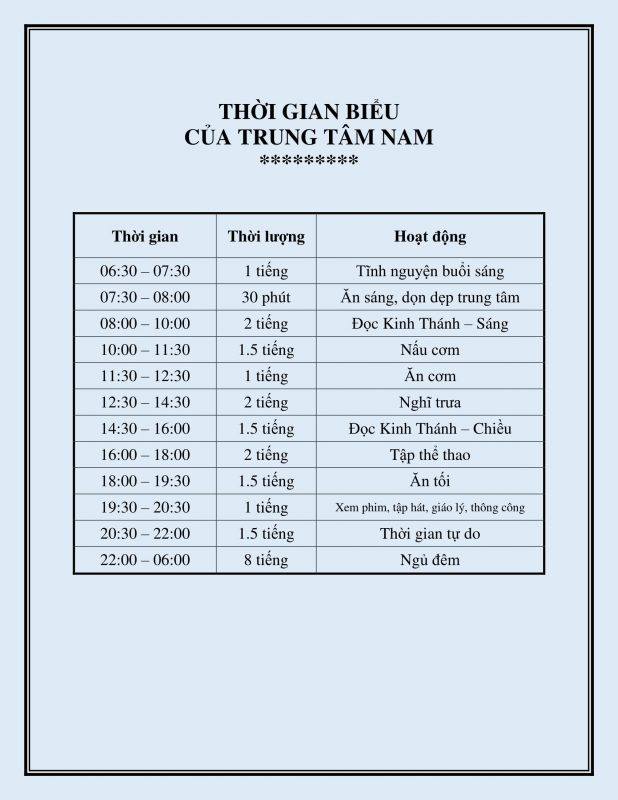 THỜI GIAN BIỂU
CỦA TRUNG TÂM NAM
*********
Thời gian Thời lượng Hoạt động
06:30 – 07:30 1 tiếng Tĩnh nguyện buổi sáng
07:30 – 08:00 30 phút Ăn sáng, dọn dẹp trung tâm
08:00 – 10:00 2 tiếng Đọc Kinh Thánh – Sáng
10:00 – 11:30 1.5 tiếng Nấu cơm
11:30 – 12:30 1 tiếng Ăn cơm
12:30 – 14:30 2 tiếng Nghĩ trưa
14:30 – 16:00 1.5 tiếng Đọc Kinh Thánh – Chiều
16:00 – 18:00 2 tiếng Tập thể thao
18:00 – 19:30 1.5 tiếng Ăn tối
19:30 – 20:30 1 tiếng Xem phim, tập hát, giáo lý, thông công
20:30 – 22:00 1.5 tiếng Thời gian tự do
22:00 – 06:00 8 tiếng Ngủ đêm